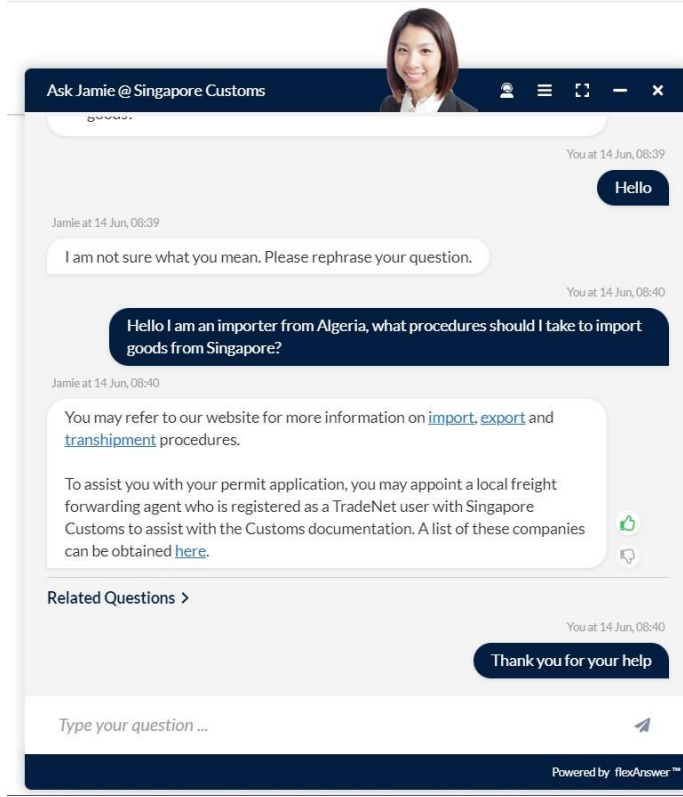 Ask Jamie @ Singapore Customs
goods?
You at 14 Jun, 08:39
Hello
Jamie at 14 Jun, 08:39
I am not sure what you mean. Please rephrase your question.
You at 14 Jun, 08:40
Hello I am an importer from Algeria, what procedures should I take to import
goods from Singapore?
Jamie at 14 Jun, 08:40
You may refer to our website for more information on import, export and
transhipment procedures.
To assist you with your permit application, you may appoint a local freight
forwarding agent who is registered as a TradeNet user with Singapore
Customs to assist with the Customs documentation. A list of these companies
can be obtained here.
Related Questions >
You at 14 Jun, 08:40
Thank you for your help
Type your question ...
Powered by flexAnswer™